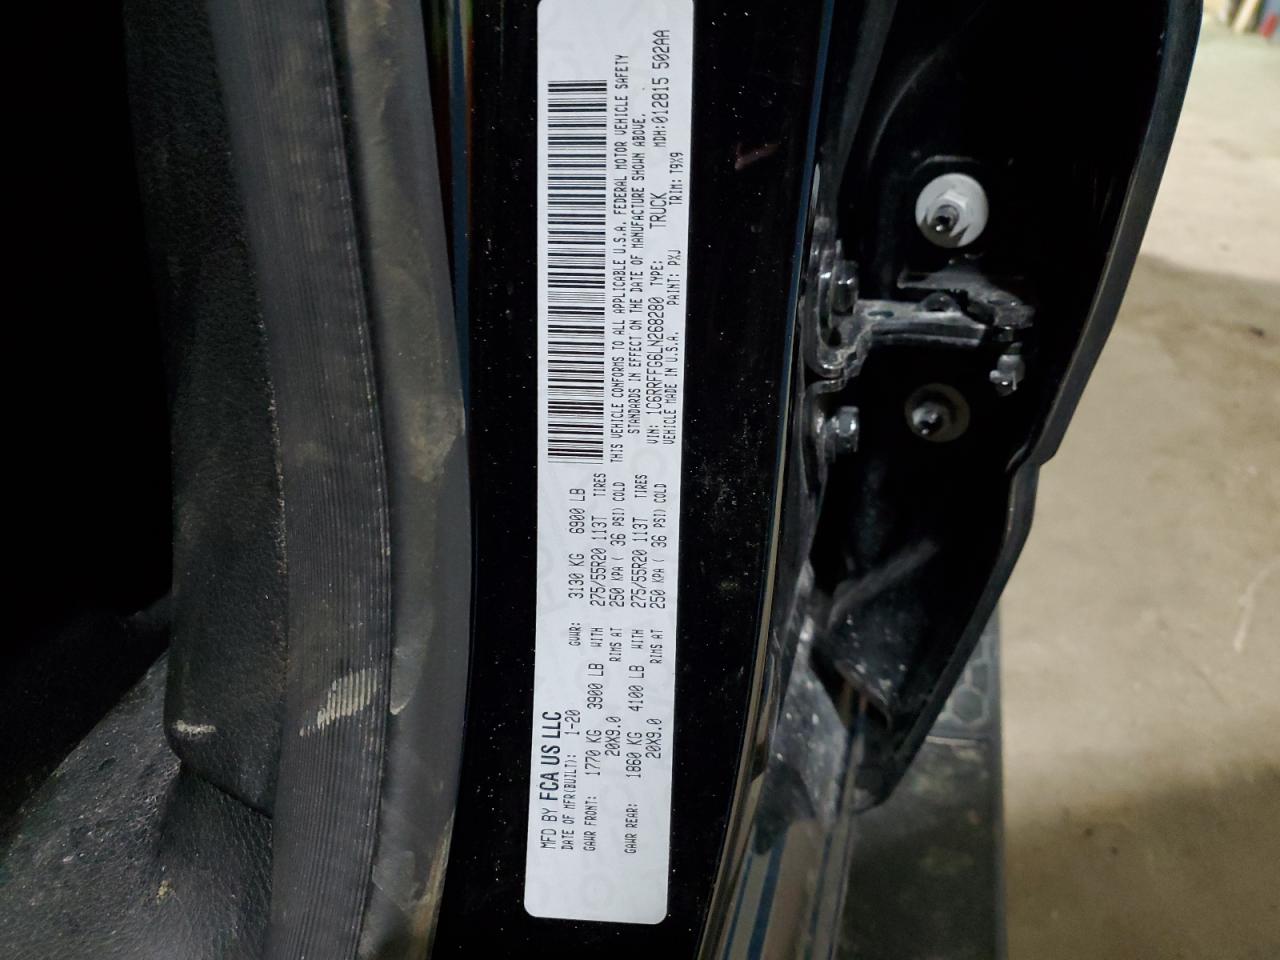 MFD BY FCA US LLC
DATE OF MFR(BUILT): 1-20 GVWR: 3130 KG 6900 LB
GAWR FRONT: 1770 KG 3900 LB WITH 275/55R20 113T TIRES
20X9.0 RIMS AT 250 KPA ( 36 PSI) COLD
GAWR REAR: 1860 KG 4100 LB WITH 275/55R20 113T TIRES
20X9.0 RIMS AT 250 KPA ( 36 PSI) COLD
THIS VEHICLE CONFORMS TO ALL APPLICABLE U.S.A. FEDERAL MOTOR VEHICLE SAFETY
STANDARDS IN EFFECT ON THE DATE OF MANUFACTURE SHOWN ABOVE.
VIN: 1C6RRFFG6LN268280 TYPE: TRUCK MDH:012815 502AA
VEHICLE MADE IN U.S.A. PAINT: PXJ TRIM: T9X9